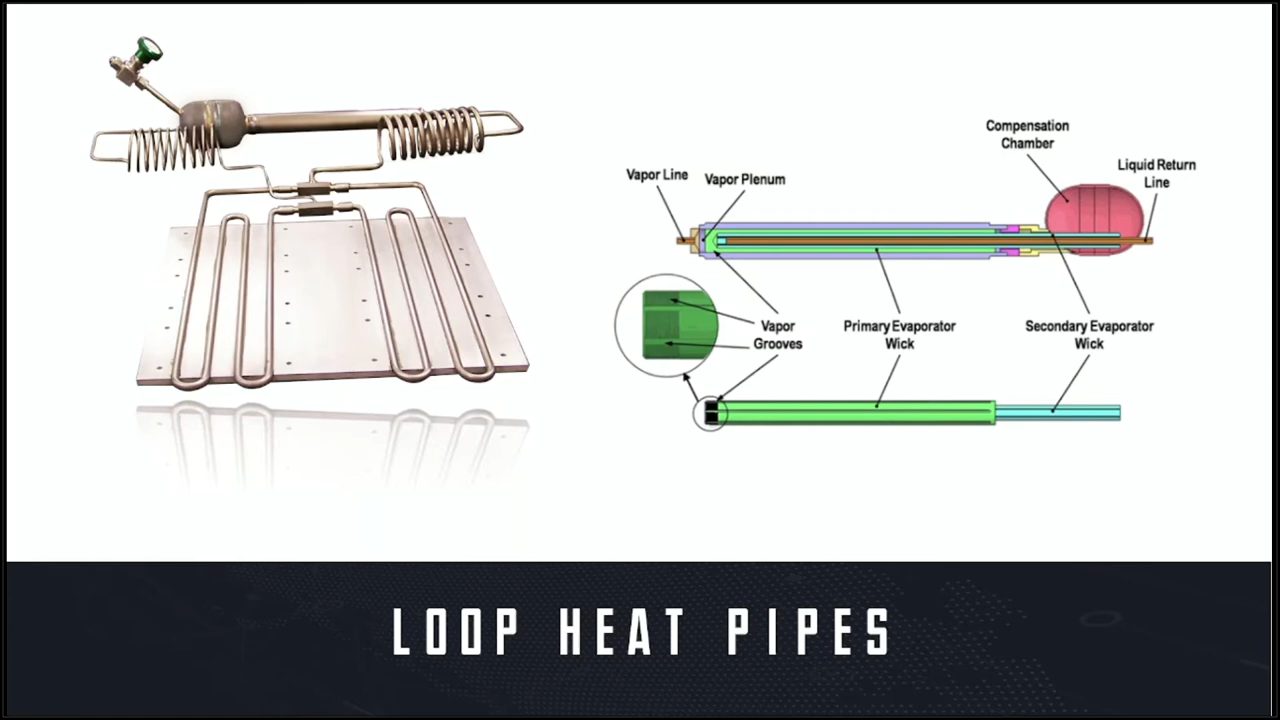 Compensation
Chamber
Liquid Return
Line
Vapor Line
Vapor Plenum
Vapor
Grooves
Primary Evaporator
Wick
Secondary Evaporator
Wick
LOOP HEAT PIPES